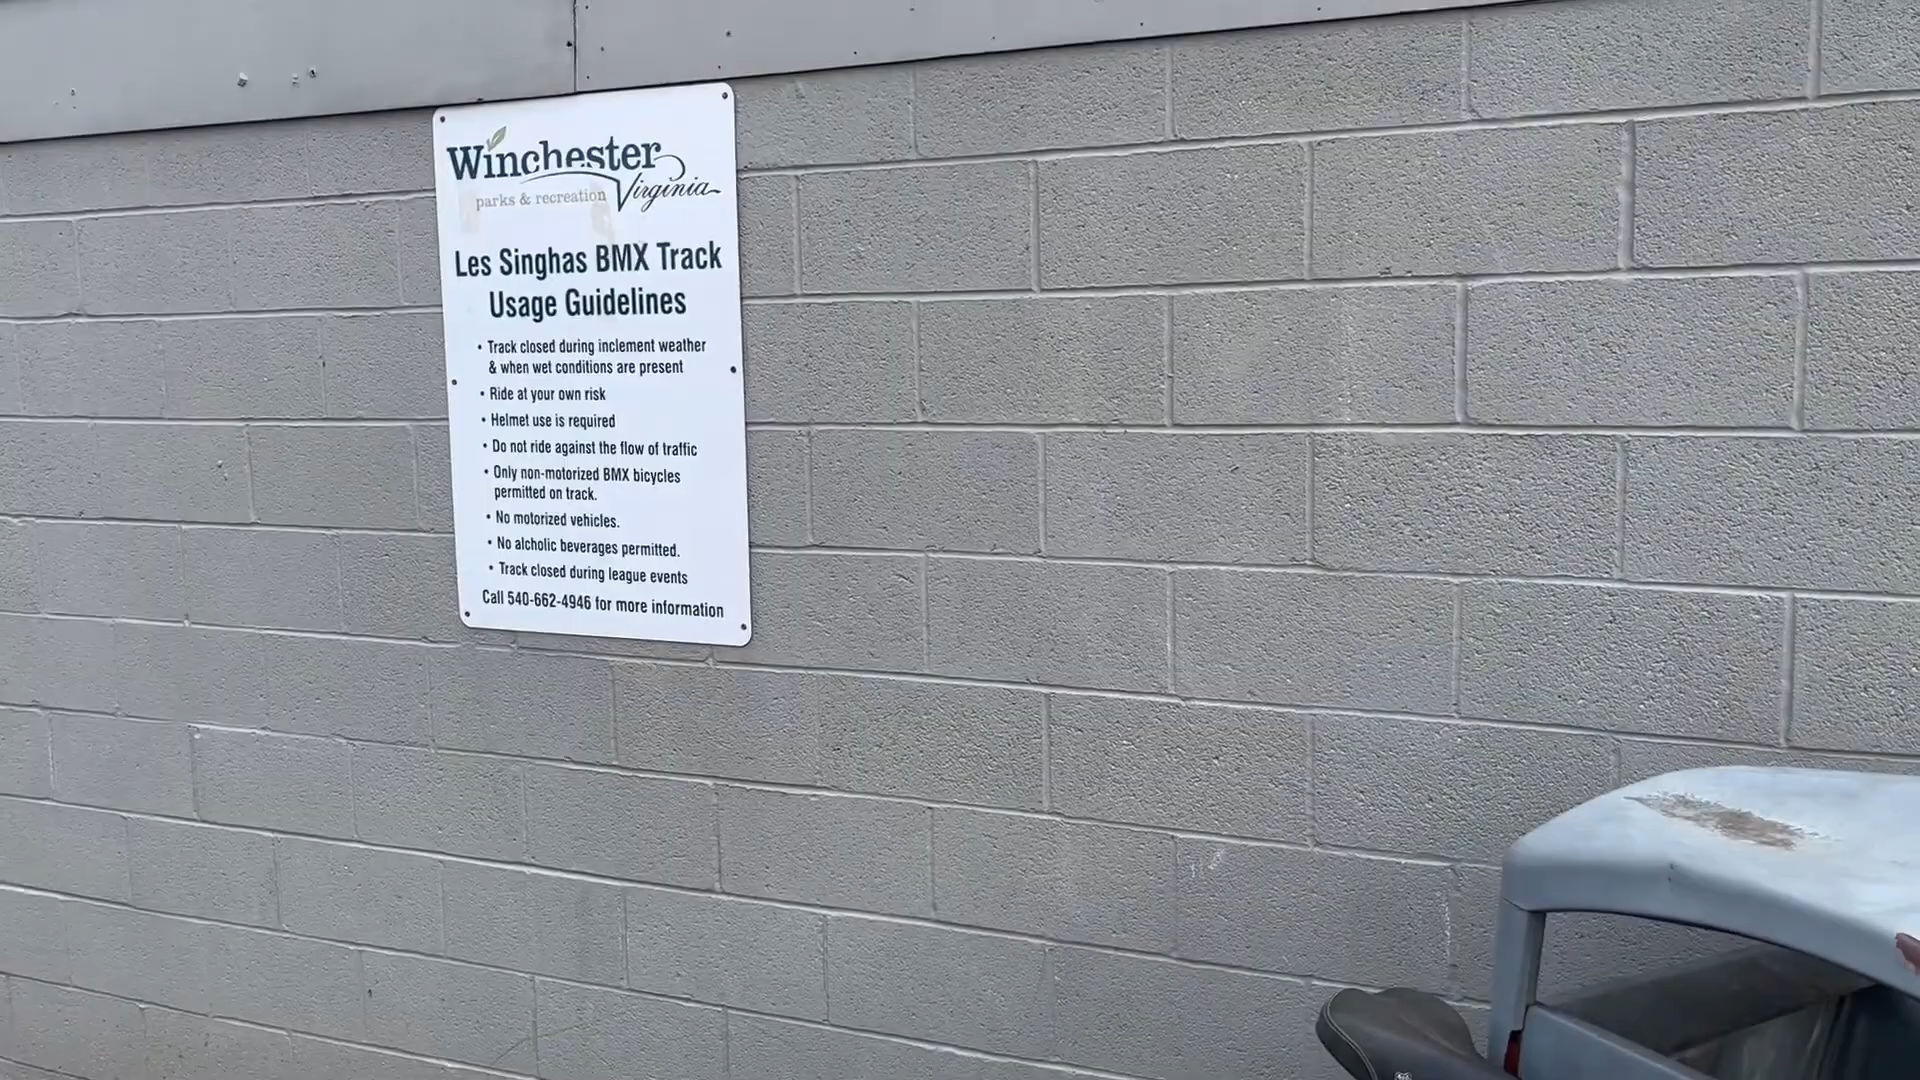 Winchester
parks & recreation Virginia
Les Singhas BMX Track
Usage Guidelines
• Track closed during inclement weather
& when wet conditions are present
• Ride at your own risk
• Helmet use is required
• Do not ride against the flow of traffic
• Only non-motorized BMX bicycles
permitted on track.
• No motorized vehicles.
• No alcholic beverages permitted.
• Track closed during league events
Call 540-662-4946 for more information